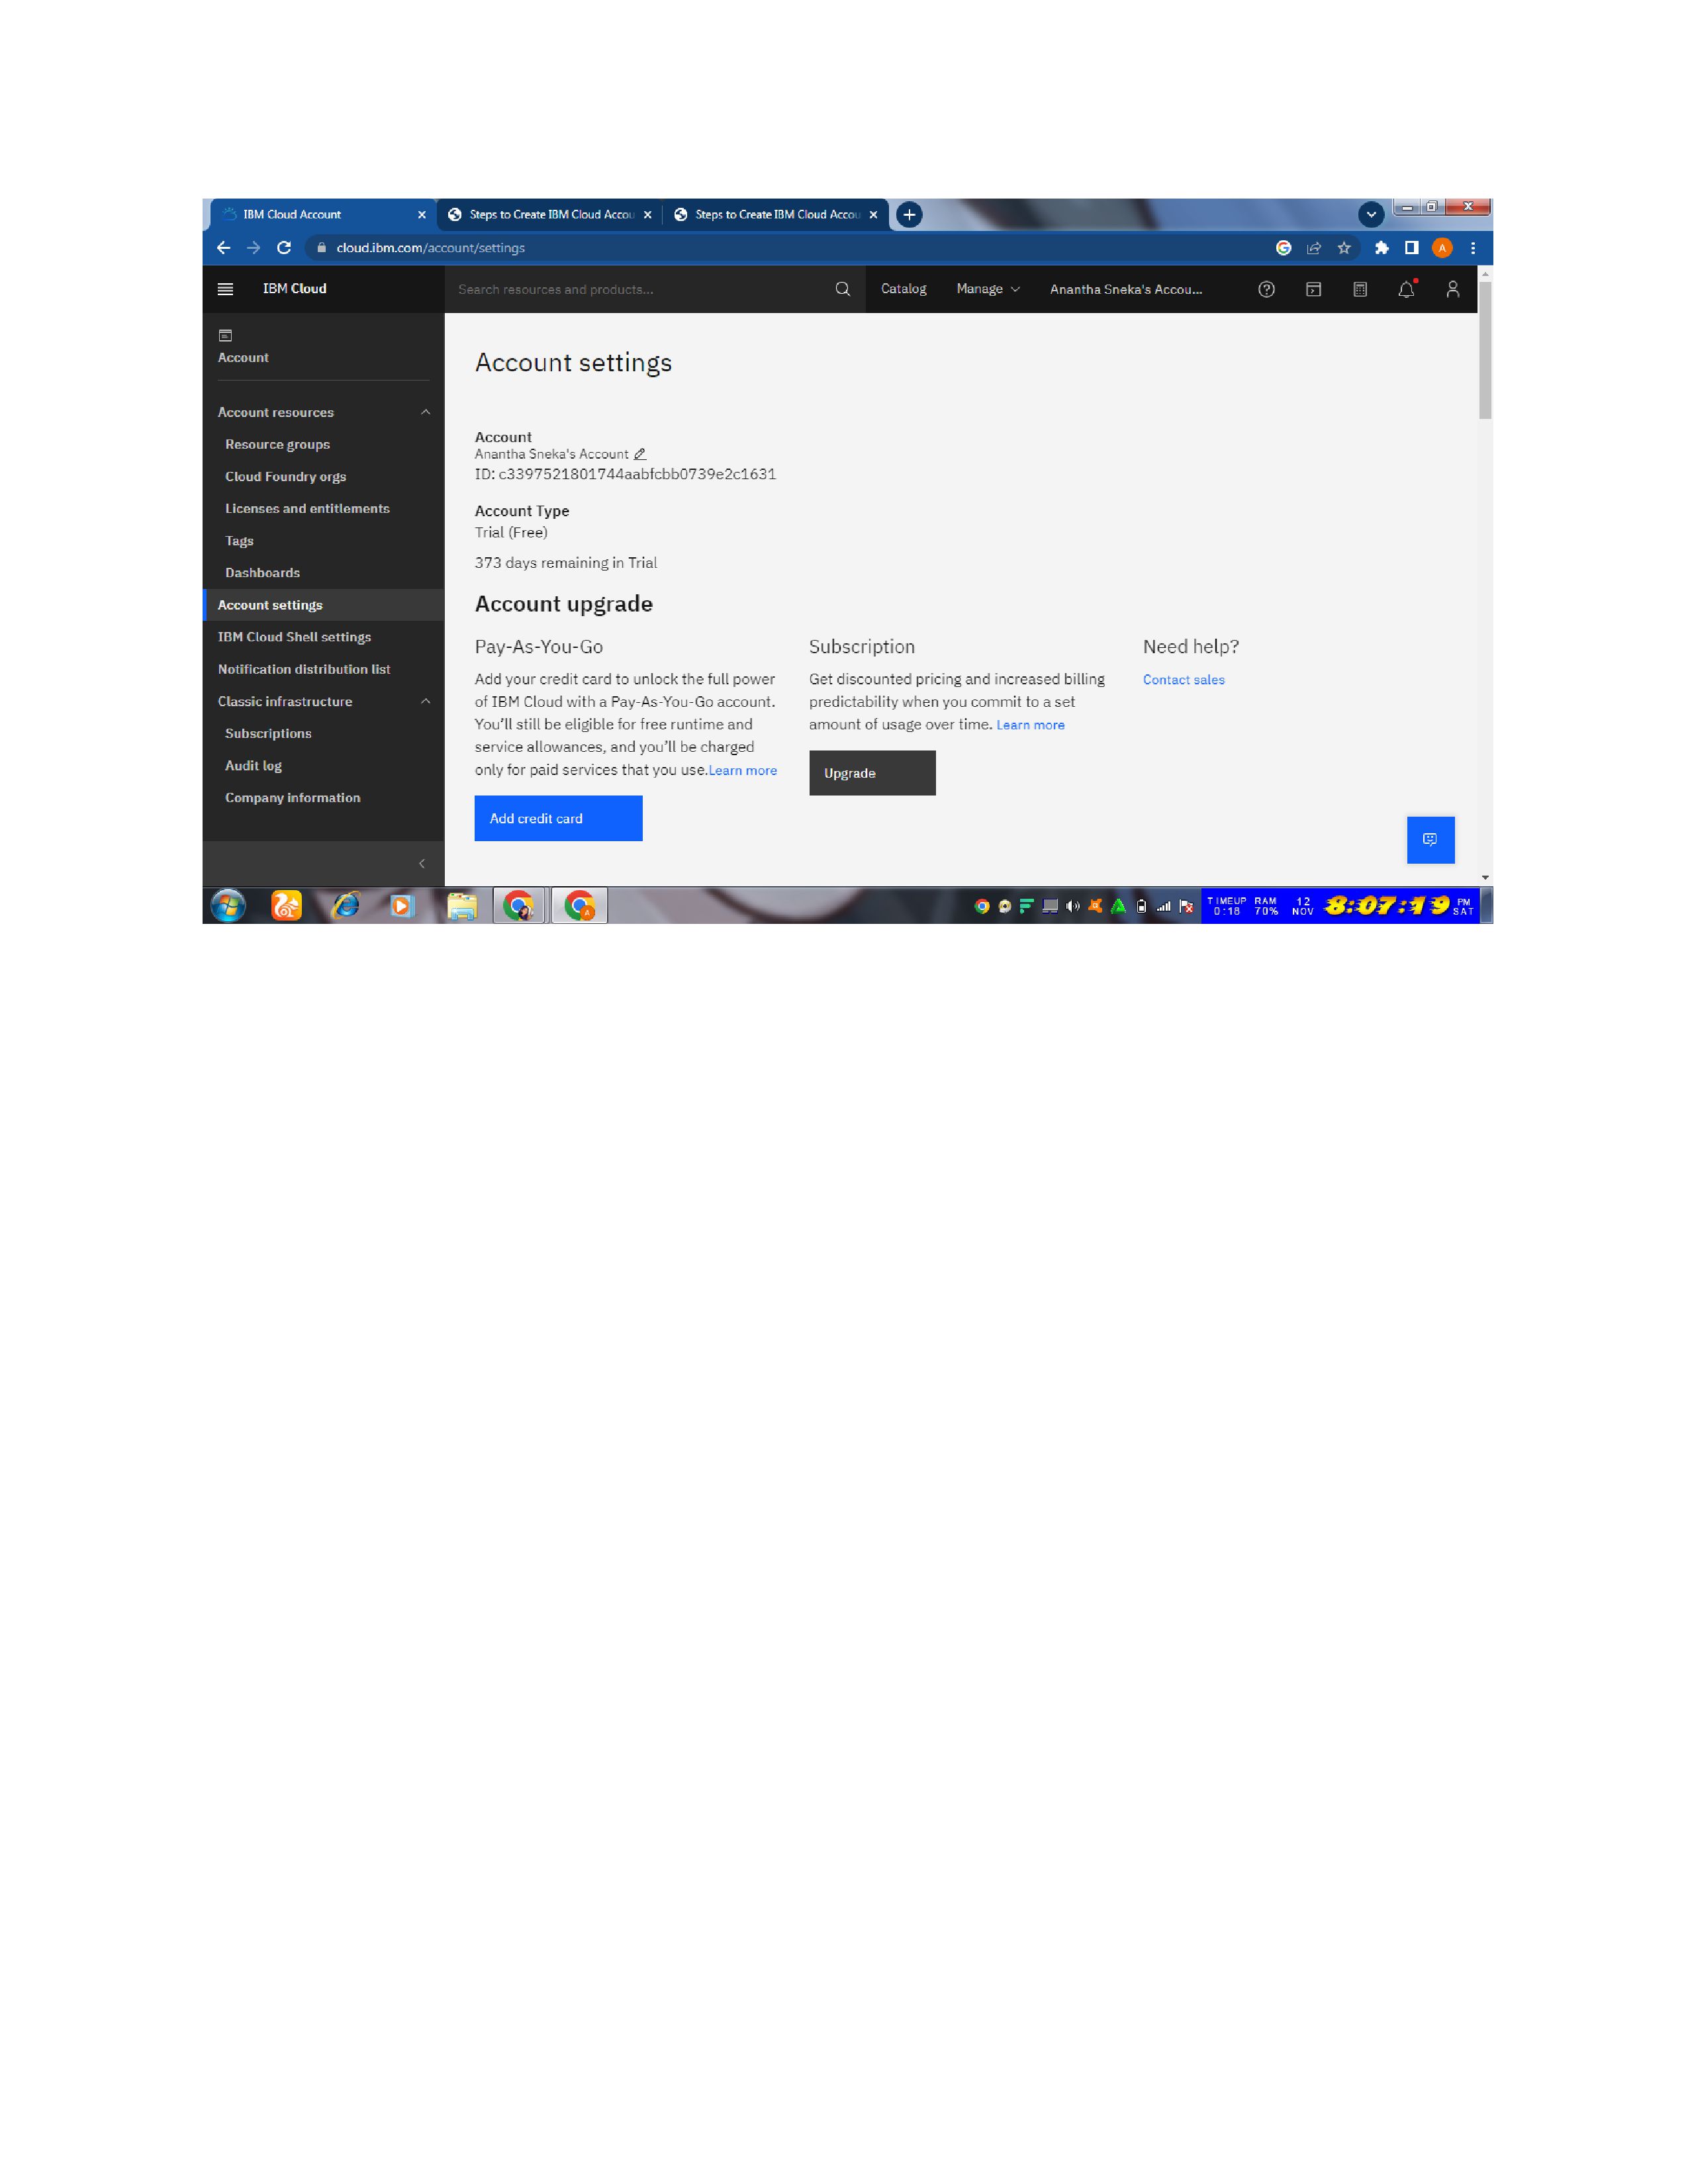 IBM Cloud Account
Steps to Create IBM Cloud Accou
Steps to Create IBM Cloud Accou
cloud.ibm.com/account/settings
A
IBM Cloud
Search resources and products...
Catalog
Manage
Anantha Sneka's Accou...
Account
Account resources
Resource groups
Cloud Foundry orgs
Licenses and entitlements
Tags
Dashboards
Account settings
IBM Cloud Shell settings
Notification distribution list
Classic infrastructure
Subscriptions
Audit log
Company information
Account settings
Account
Anantha Sneka's Account
ID: c3397521801744aabfcbb0739e2c1631
Account Type
Trial (Free)
373 days remaining in Trial
Account upgrade
Pay-As-You-Go
Add your credit card to unlock the full power
of IBM Cloud with a Pay-As-You-Go account.
You'll still be eligible for free runtime and
service allowances, and you'll be charged
only for paid services that you use.Learn more
Add credit card
Subscription
Get discounted pricing and increased billing
predictability when you commit to a set
amount of usage over time. Learn more
Upgrade
Need help?
Contact sales
TIMEUP RAM 12
0:18 70% NOV
8:07:19
PM
SAT